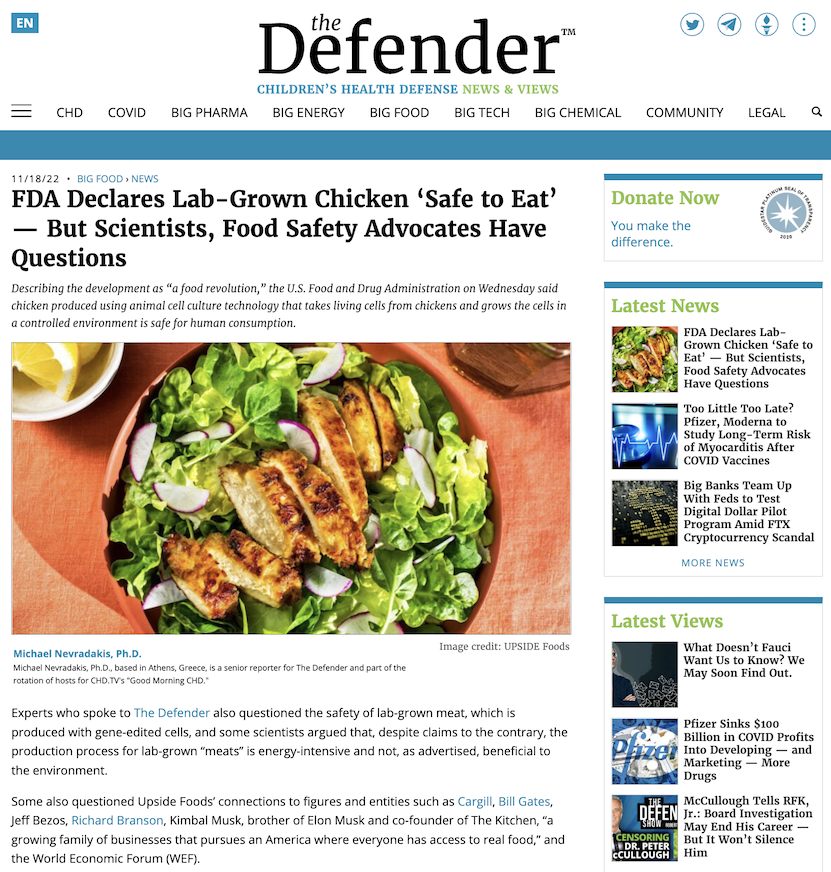 EN
the
Defender™
CHILDREN'S HEALTH DEFENSE NEWS & VIEWS
CHD COVID BIG PHARMA BIG ENERGY BIG FOOD BIG TECH BIG CHEMICAL COMMUNITY LEGAL
11/18/22 • BIG FOOD › NEWS
FDA Declares Lab-Grown Chicken ‘Safe to Eat’
— But Scientists, Food Safety Advocates Have
Questions
Describing the development as “a food revolution,” the U.S. Food and Drug Administration on Wednesday said
chicken produced using animal cell culture technology that takes living cells from chickens and grows the cells in
a controlled environment is safe for human consumption.
Image credit: UPSIDE Foods
Michael Nevradakis, Ph.D.
Michael Nevradakis, Ph.D., based in Athens, Greece, is a senior reporter for The Defender and part of the
rotation of hosts for CHD.TV's "Good Morning CHD."
Experts who spoke to The Defender also questioned the safety of lab-grown meat, which is
produced with gene-edited cells, and some scientists argued that, despite claims to the contrary, the
production process for lab-grown “meats” is energy-intensive and not, as advertised, beneficial to
the environment.
Some also questioned Upside Foods’ connections to figures and entities such as Cargill, Bill Gates,
Jeff Bezos, Richard Branson, Kimbal Musk, brother of Elon Musk and co-founder of The Kitchen, “a
growing family of businesses that pursues an America where everyone has access to real food,” and
the World Economic Forum (WEF).
Donate Now
You make the
difference.
GUIDESTAR PLATINUM SEAL OF TRANSPARENCY
2020
Latest News
FDA Declares Lab-
Grown Chicken ‘Safe to
Eat’ — But Scientists,
Food Safety Advocates
Have Questions
Too Little Too Late?
Pfizer, Moderna to
Study Long-Term Risk
of Myocarditis After
COVID Vaccines
Big Banks Team Up
With Feds to Test
Digital Dollar Pilot
Program Amid FTX
Cryptocurrency Scandal
MORE NEWS
Latest Views
What Doesn’t Fauci
Want Us to Know? We
May Soon Find Out.
Pfizer
Pfizer Sinks $100
Billion in COVID Profits
Into Developing — and
Marketing — More
Drugs
THE
DEFEN
SHOW
CENSORING
DR. PETER
McCULLOUGH
McCullough Tells RFK,
Jr.: Board Investigation
May End His Career —
But It Won’t Silence
Him